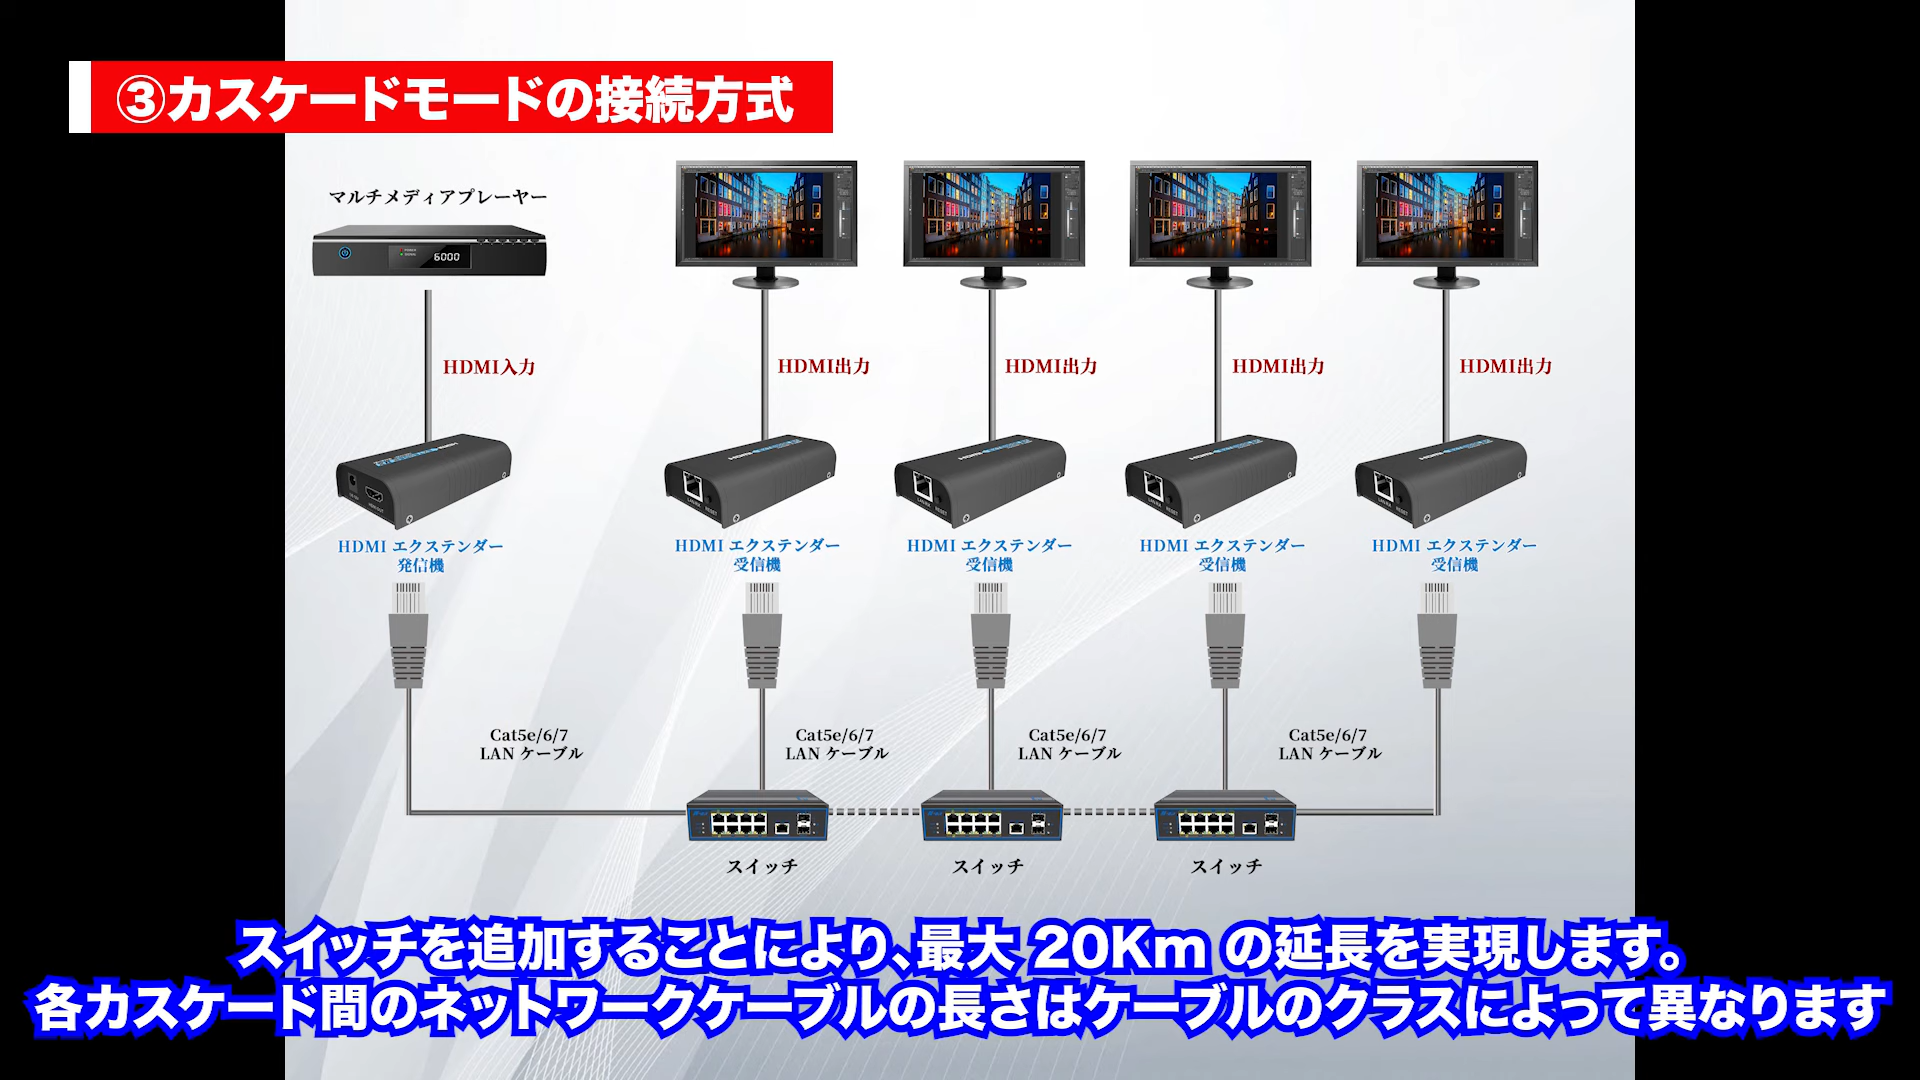 ③カスケードモードの接続方式
マルチメディアプレーヤー
6000
HDMI入力
HDMI出力
HDMI出力
HDMI出力
HDMI出力
HDMI エクステンダー
発信機
HDMI エクステンダー
受信機
HDMI エクステンダー
受信機
HDMI エクステンダー
受信機
HDMI エクステンダー
受信機
Cat5e/6/7
LAN ケーブル
Cat5e/6/7
LAN ケーブル
Cat5e/6/7
LAN ケーブル
Cat5e/6/7
LAN ケーブル
スイッチ
スイッチ
スイッチ
スイッチを追加することにより、最大 20Km の延長を実現します。
各カスケード間のネットワークケーブルの長さはケーブルのクラスによって異なります